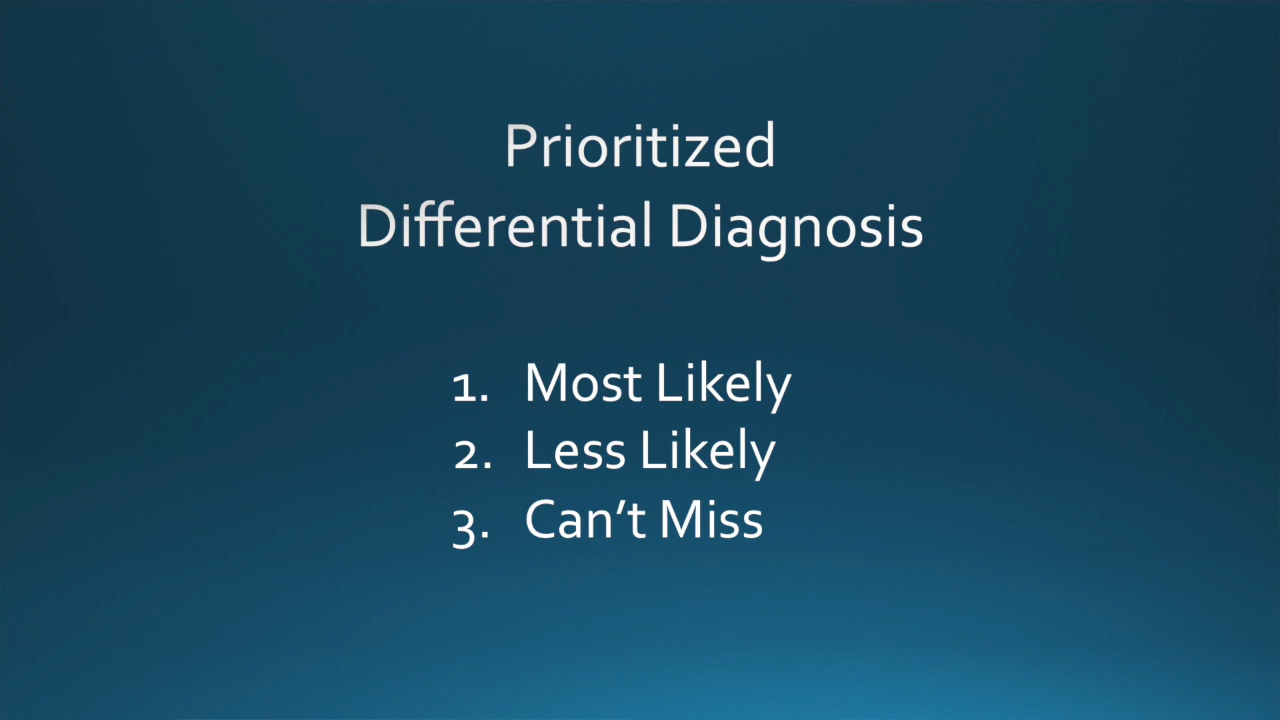 Prioritized
Differential Diagnosis
1. Most Likely
2. Less Likely
3. Can’t Miss